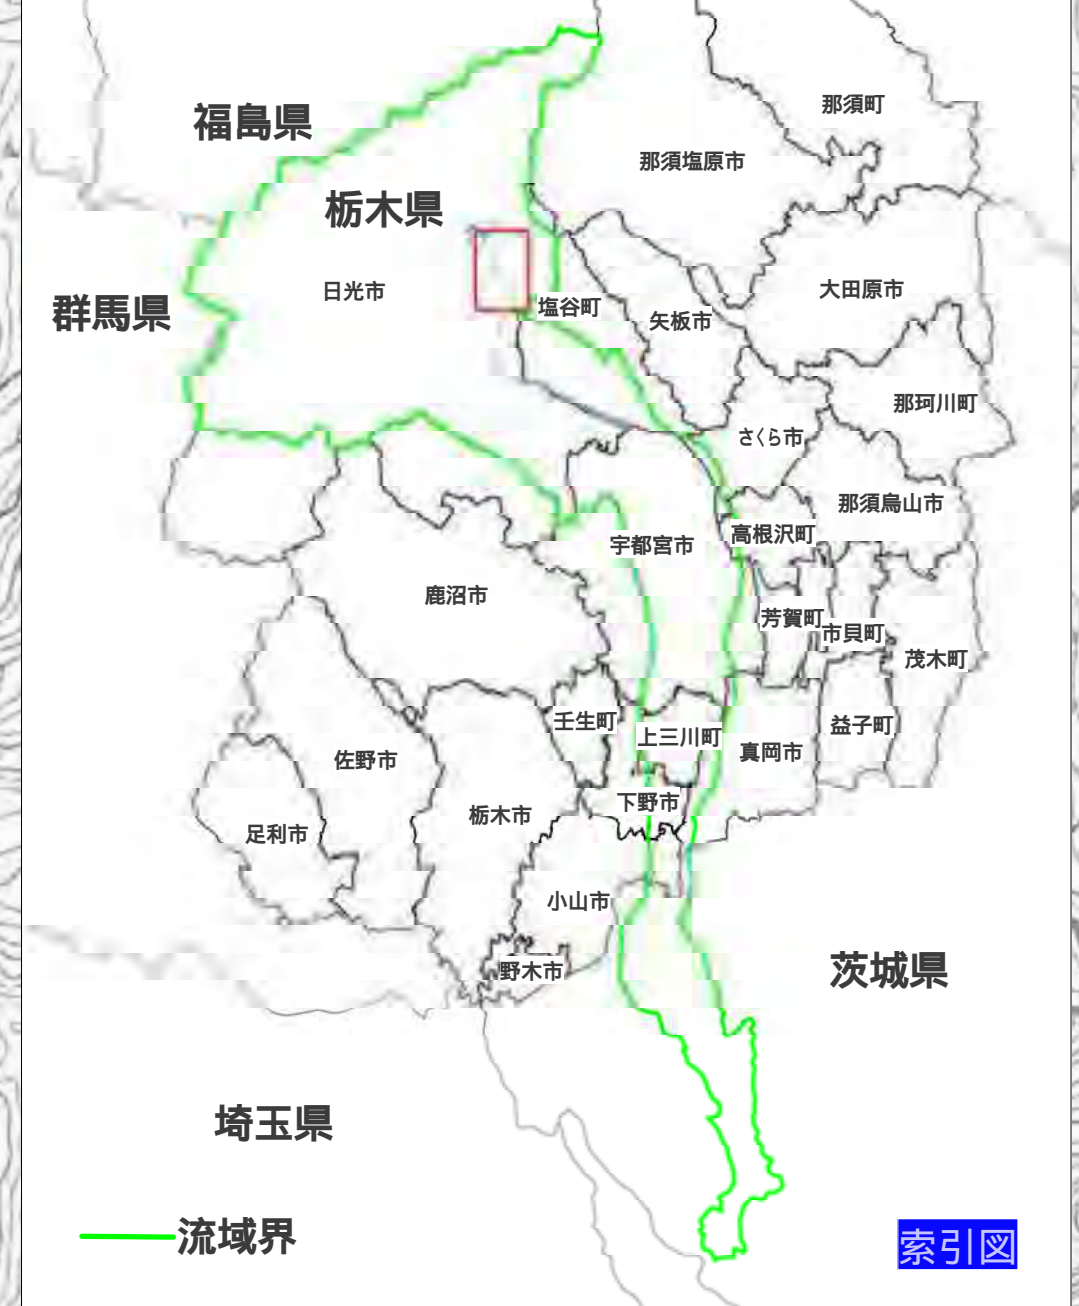 那須町
福島県
那須塩原市
栃木県
日光市
大田原市
群馬県
塩谷町
矢板市
那珂川町
さくら市
那須烏山市
高根沢町
宇都宮市
鹿沼市
芳賀町
市貝町
茂木町
壬生町
益子町
上三川町
真岡市
佐野市
下野市
栃木市
足利市
小山市
野木市
茨城県
埼玉県
流域界
索引図